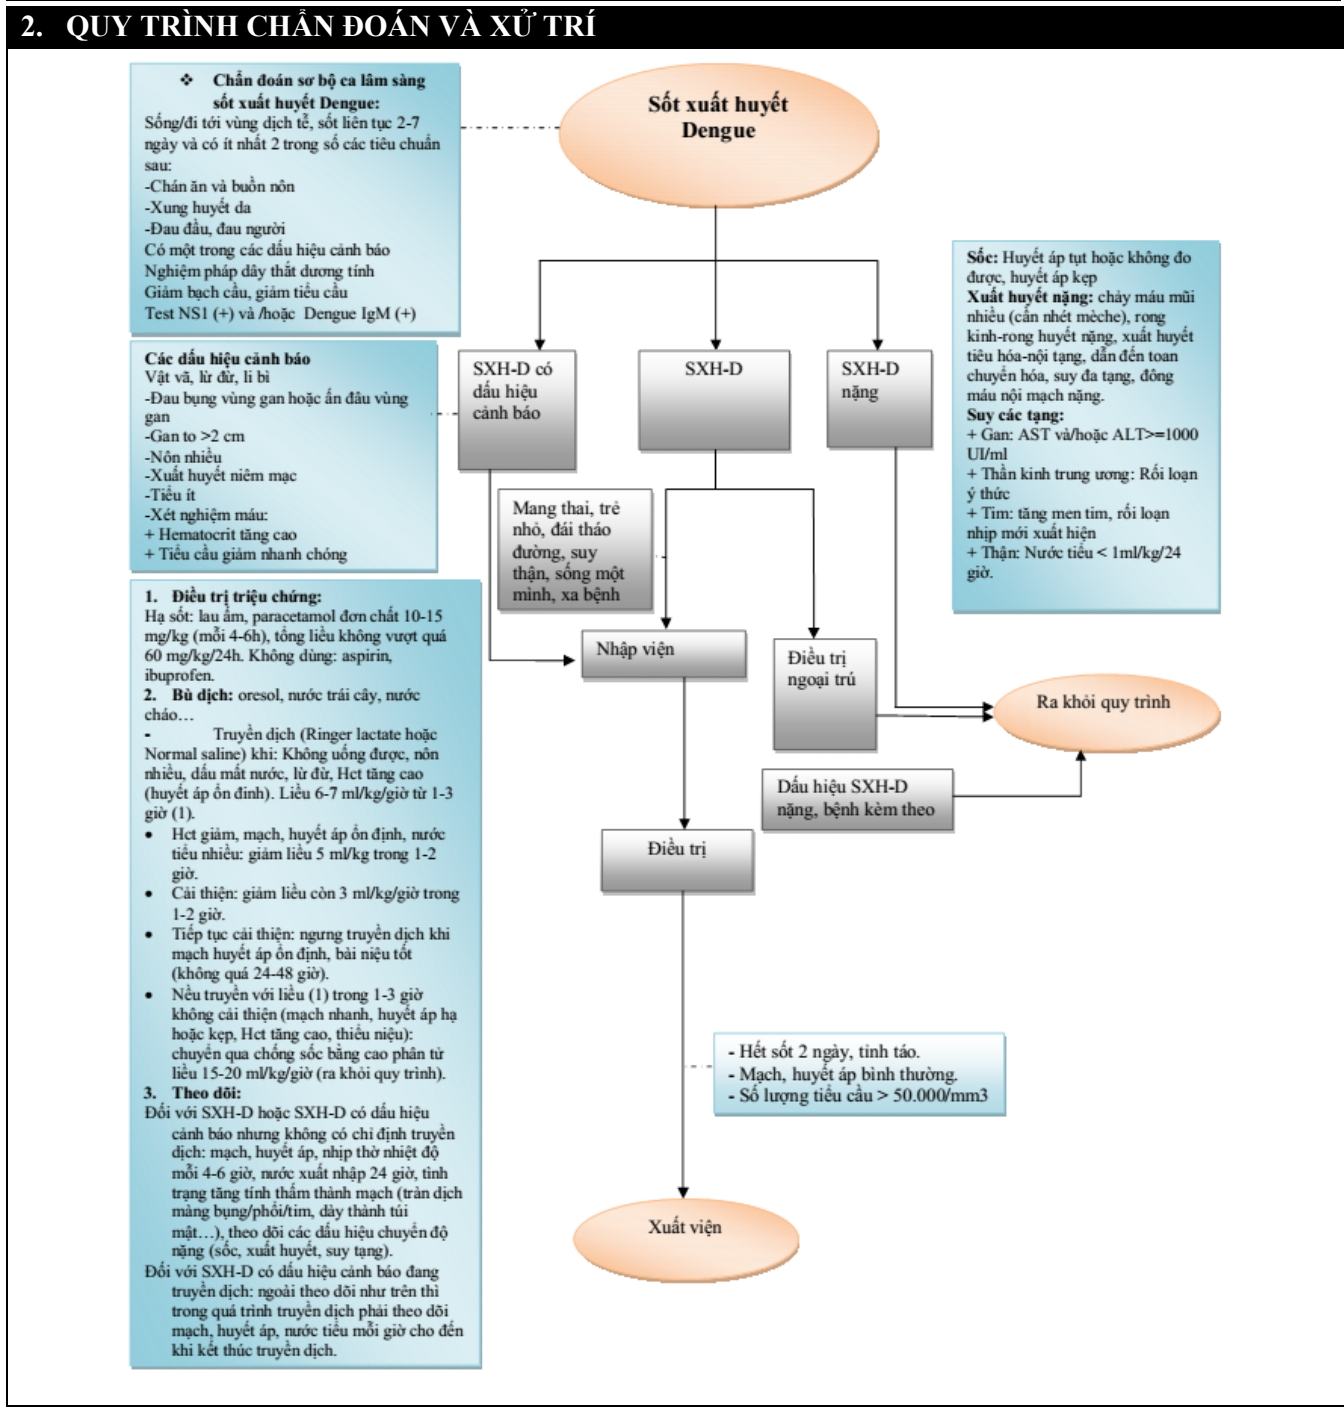 2. QUY TRÌNH CHẨN ĐOÁN VÀ XỬ TRÍ
❖ Chẩn đoán sơ bộ ca lâm sàng
sốt xuất huyết Dengue:
Sống/đi tới vùng dịch tễ, sốt liên tục 2-7
ngày và có ít nhất 2 trong số các tiêu chuẩn
sau:
-Chán ăn và buồn nôn
-Xung huyết da
-Đau đầu, đau người
Có một trong các dấu hiệu cảnh báo
Nghiệm pháp dây thắt dương tính
Giảm bạch cầu, giảm tiểu cầu
Test NS1 (+) và /hoặc Dengue IgM (+)
Sốt xuất huyết
Dengue
Các dấu hiệu cảnh báo
Vật vã, lừ đừ, li bì
-Đau bụng vùng gan hoặc ấn đâu vùng
gan
-Gan to >2 cm
-Nôn nhiều
-Xuất huyết niêm mạc
-Tiểu ít
-Xét nghiệm máu:
+ Hematocrit tăng cao
+ Tiểu cầu giảm nhanh chóng
SXH-D có
dấu hiệu
cảnh báo
SXH-D
SXH-D
nặng
Sốc: Huyết áp tụt hoặc không đo
được, huyết áp kẹp
Xuất huyết nặng: chảy máu mũi
nhiều (cần nhét mèche), rong
kinh-rong huyết nặng, xuất huyết
tiêu hóa-nội tạng, dẫn đến toan
chuyển hóa, suy đa tạng, đông
máu nội mạch nặng.
Suy các tạng:
+ Gan: AST và/hoặc ALT>=1000
UI/ml
+ Thần kinh trung ương: Rối loạn
ý thức
+ Tim: tăng men tim, rối loạn
nhịp mới xuất hiện
+ Thận: Nước tiểu < 1ml/kg/24
giờ.
Mang thai, trẻ
nhỏ, đái tháo
đường, suy
thận, sống một
mình, xa bệnh
Nhập viện
Điều trị
ngoại trú
Ra khỏi quy trình
Dấu hiệu SXH-D
nặng, bệnh kèm theo
Điều trị
1. Điều trị triệu chứng:
Hạ sốt: lau ấm, paracetamol đơn chất 10-15
mg/kg (mỗi 4-6h), tổng liều không vượt quá
60 mg/kg/24h. Không dùng: aspirin,
ibuprofen.
2. Bù dịch: oresol, nước trái cây, nước
cháo…
- Truyền dịch (Ringer lactate hoặc
Normal saline) khi: Không uống được, nôn
nhiều, dấu mất nước, lừ đừ, Hct tăng cao
(huyết áp ổn đinh). Liều 6-7 ml/kg/giờ từ 1-3
giờ (1).
• Hct giảm, mạch, huyết áp ổn định, nước
tiểu nhiều: giảm liều 5 ml/kg trong 1-2
giờ.
• Cải thiện: giảm liều còn 3 ml/kg/giờ trong
1-2 giờ.
• Tiếp tục cải thiện: ngưng truyền dịch khi
mạch huyết áp ổn định, bài niệu tốt
(không quá 24-48 giờ).
• Nều truyền với liều (1) trong 1-3 giờ
không cải thiện (mạch nhanh, huyết áp hạ
hoặc kẹp, Hct tăng cao, thiểu niệu):
chuyển qua chống sốc bằng cao phân tử
liều 15-20 ml/kg/giờ (ra khỏi quy trình).
3. Theo dõi:
Đối với SXH-D hoặc SXH-D có dấu hiệu
cảnh báo nhưng không có chỉ định truyền
dịch: mạch, huyết áp, nhịp thở nhiệt độ
mỗi 4-6 giờ, nước xuất nhập 24 giờ, tình
trạng tăng tính thấm thành mạch (tràn dịch
màng bụng/phổi/tim, dày thành túi
mật…), theo dõi các dấu hiệu chuyển độ
nặng (sốc, xuất huyết, suy tạng).
Đối với SXH-D có dấu hiệu cảnh báo đang
truyền dịch: ngoài theo dõi như trên thì
trong quá trình truyền dịch phải theo dõi
mạch, huyết áp, nước tiểu mỗi giờ cho đến
khi kết thúc truyền dịch.
- Hết sốt 2 ngày, tỉnh táo.
- Mạch, huyết áp bình thường.
- Số lượng tiểu cầu > 50.000/mm3
Xuất viện